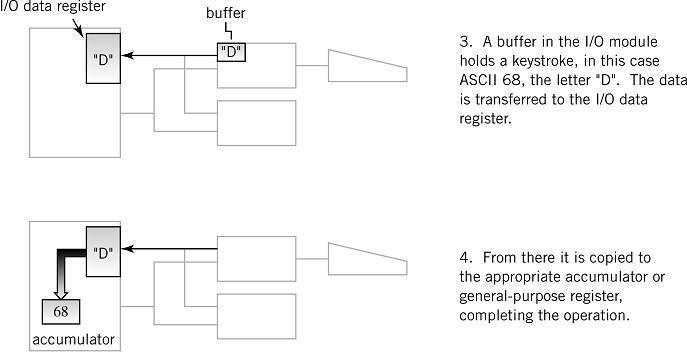 I/O data register
buffer
"D"
"D"
3. A buffer in the I/O module
holds a keystroke, in this case
ASCII 68, the letter "D". The data
is transferred to the I/O data
register.
"D"
68
accumulator
4. From there it is copied to
the appropriate accumulator or
general-purpose register,
completing the operation.